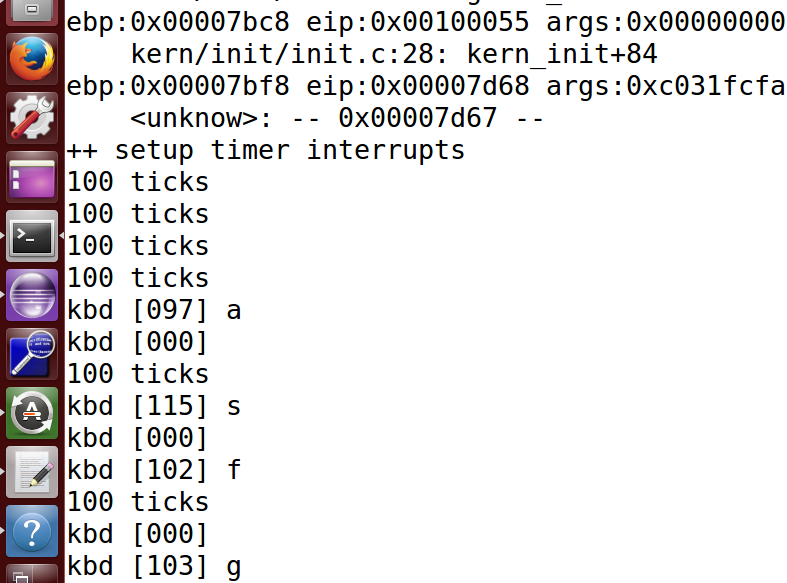 ebp:0x00007bc8 eip:0x00100055 args:0x00000000
kern/init/init.c:28: kern_init+84
ebp:0x00007bf8 eip:0x00007d68 args:0xc031fcfa
<unknow>: -- 0x00007d67 --
++ setup timer interrupts
100 ticks
100 ticks
100 ticks
100 ticks
kbd [097] a
kbd [000]
100 ticks
kbd [115] s
kbd [000]
kbd [102] f
100 ticks
kbd [000]
kbd [103] g